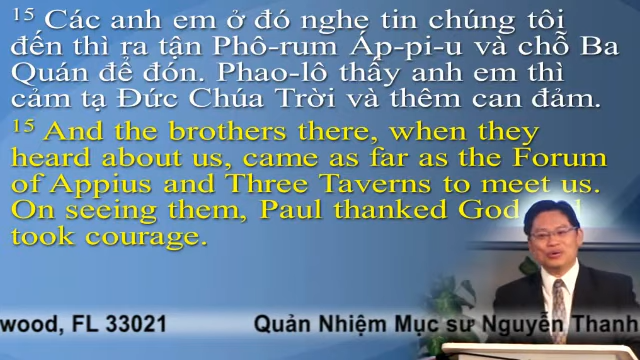 15 Các anh em ở đó nghe tin chúng tôi
đến thì ra tận Phô-rum Áp-pi-u và chỗ Ba
Quán để đón. Phao-lô thấy anh em thì
cảm tạ Đức Chúa Trời và thêm can đảm.
15 And the brothers there, when they
heard about us, came as far as the Forum
of Appius and Three Taverns to meet us.
On seeing them, Paul thanked God
took courage.
wood, FL 33021 Quản Nhiệm Mục sư Nguyễn Thanh